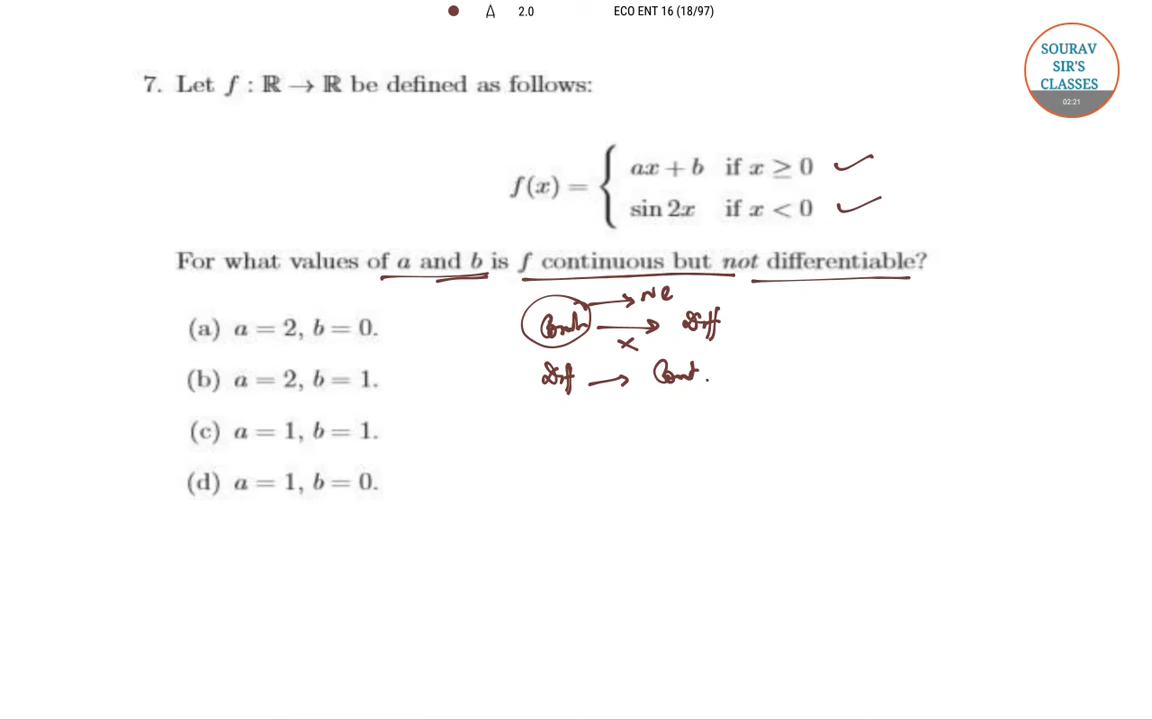 2.0 ECO ENT 16 (18/97)
SOURAV
SIR'S
CLASSES
02:21
7. Let f : ℝ → ℝ be defined as follows:
f(x) = { ax + b if x ≥ 0
sin 2x if x < 0
For what values of a and b is f continuous but not differentiable?
(a) a = 2, b = 0.
(b) a = 2, b = 1.
(c) a = 1, b = 1.
(d) a = 1, b = 0.
→ Ne
→ Diff
×
Diff → Cont.